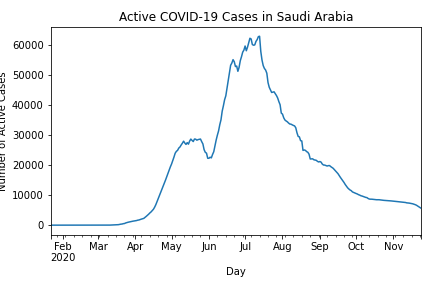 Active COVID-19 Cases in Saudi Arabia
Number of Active Cases
60000
50000
40000
30000
20000
10000
0
Feb Mar Apr May Jun Jul Aug Sep Oct Nov
2020
Day